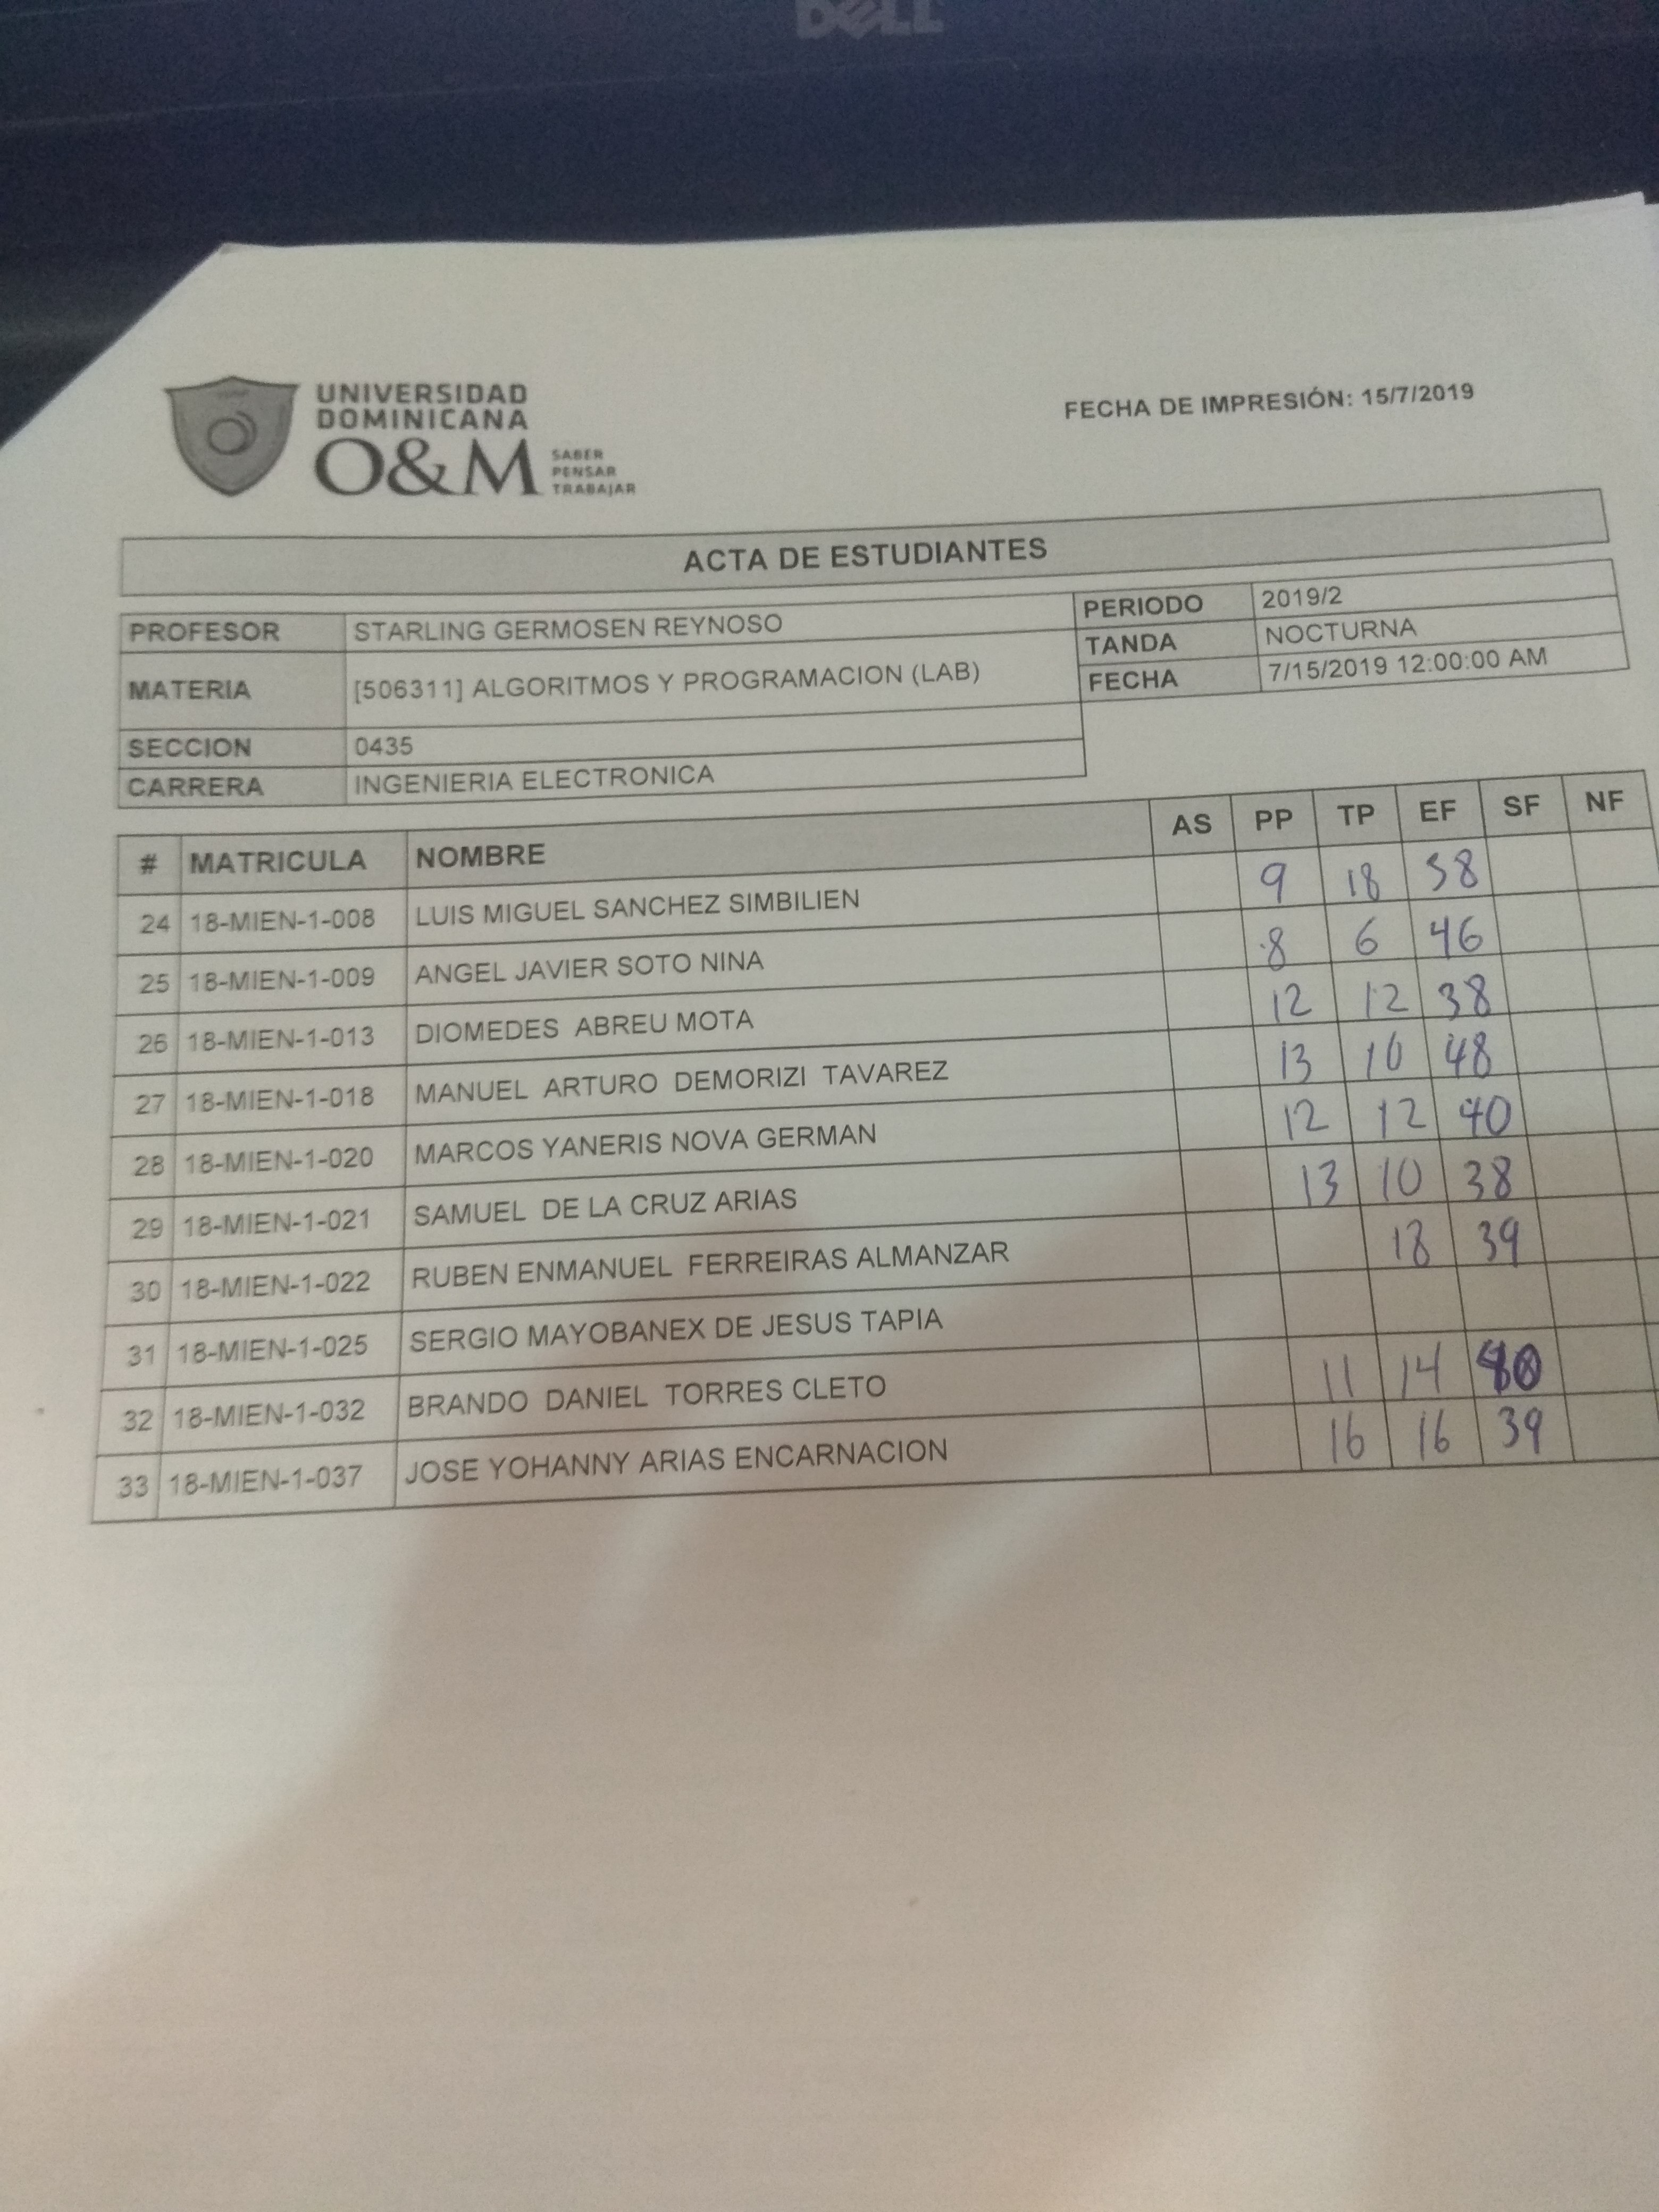 DELL
UNIVERSIDAD
DOMINICANA
O&M
SABER
PENSAR
TRABAJAR
FECHA DE IMPRESIÓN: 15/7/2019
ACTA DE ESTUDIANTES
PROFESOR STARLING GERMOSEN REYNOSO
MATERIA [506311] ALGORITMOS Y PROGRAMACION (LAB)
SECCION 0435
CARRERA INGENIERIA ELECTRONICA
PERIODO 2019/2
TANDA NOCTURNA
FECHA 7/15/2019 12:00:00 AM
# MATRICULA NOMBRE AS PP TP EF SF NF
24 18-MIEN-1-008 LUIS MIGUEL SANCHEZ SIMBILIEN 9 18
25 18-MIEN-1-009 ANGEL JAVIER SOTO NINA 8 6 46
26 18-MIEN-1-013 DIOMEDES ABREU MOTA 12 12 38
27 18-MIEN-1-018 MANUEL ARTURO DEMORIZI TAVAREZ 13 10 48
28 18-MIEN-1-020 MARCOS YANERIS NOVA GERMAN 12 12 40
29 18-MIEN-1-021 SAMUEL DE LA CRUZ ARIAS 13 10 38
30 18-MIEN-1-022 RUBEN ENMANUEL FERREIRAS ALMANZAR 18 39
31 18-MIEN-1-025 SERGIO MAYOBANEX DE JESUS TAPIA
32 18-MIEN-1-032 BRANDO DANIEL TORRES CLETO 11 14
33 18-MIEN-1-037 JOSE YOHANNY ARIAS ENCARNACION 16 16 39